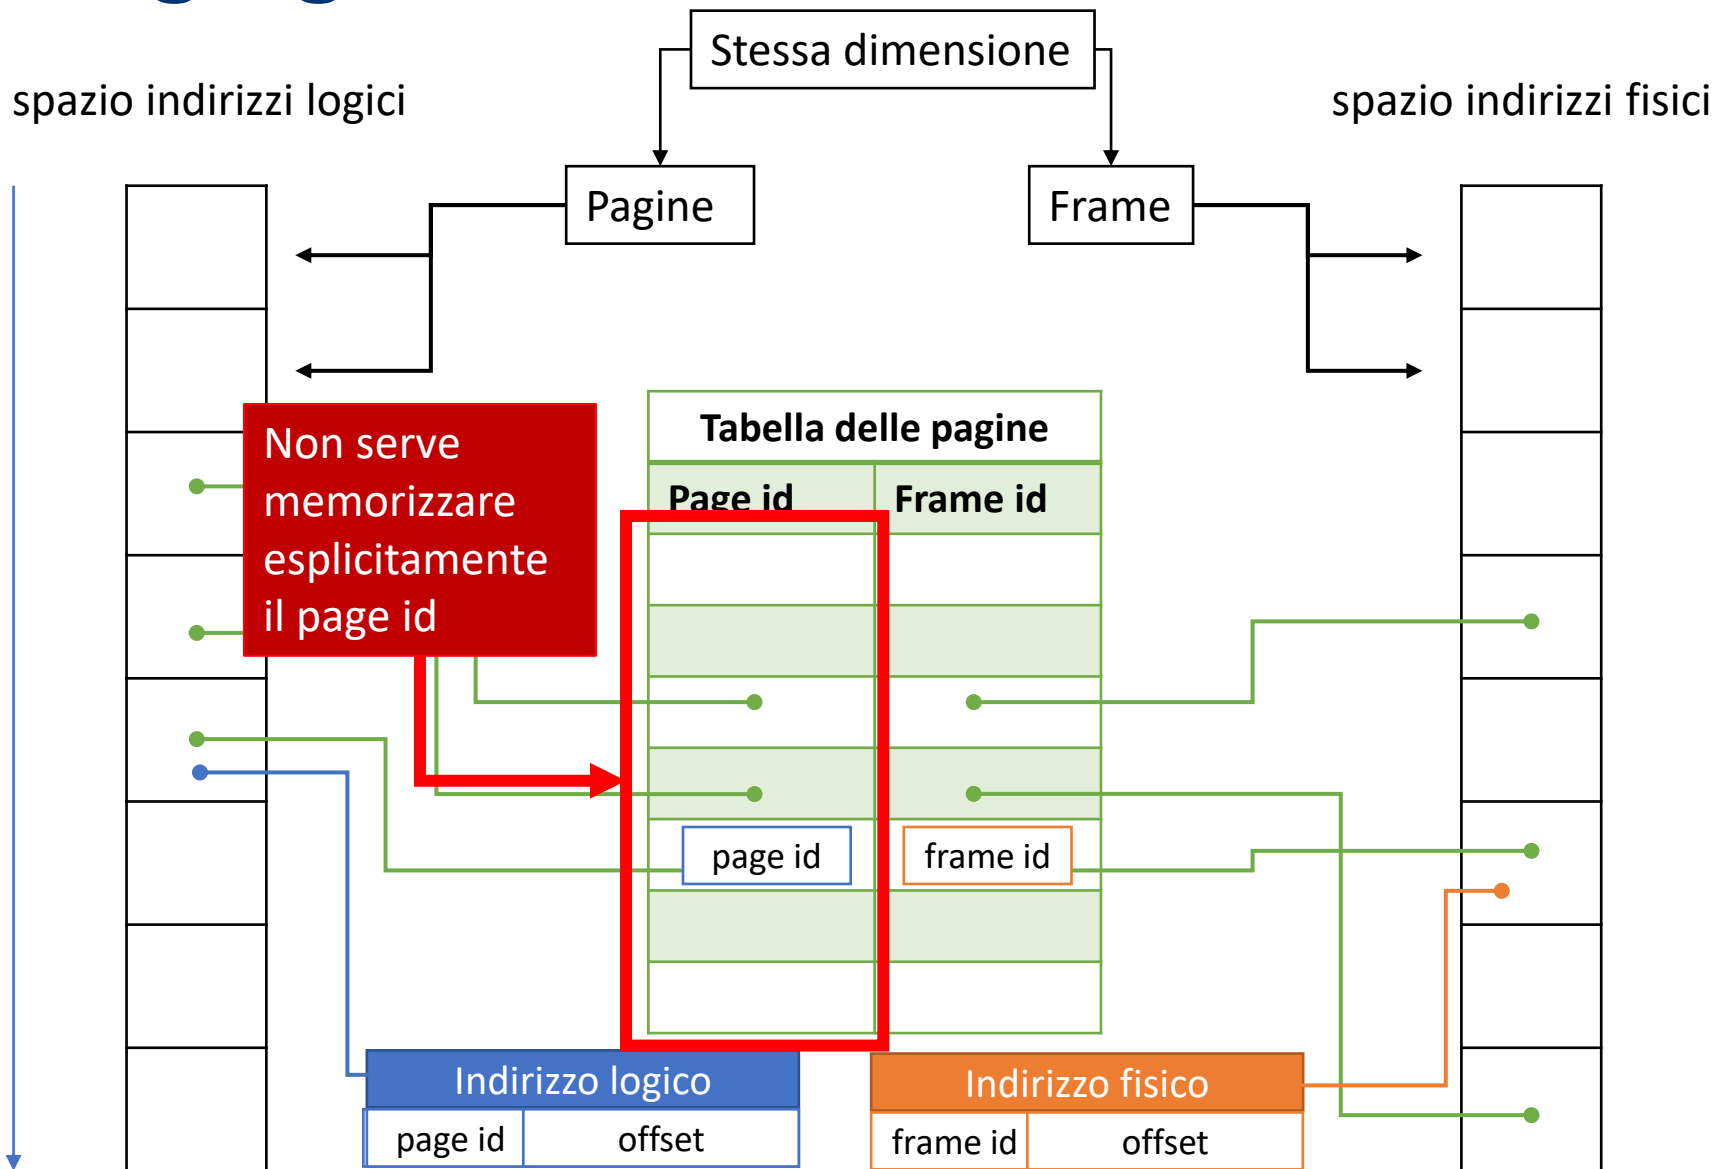 Stessa dimensione
spazio indirizzi logici
spazio indirizzi fisici
Pagine
Frame
Non serve
memorizzare
esplicitamente
il page id
Tabella delle pagine
Page id
Frame id
page id
frame id
Indirizzo logico
page id
offset
Indirizzo fisico
frame id
offset